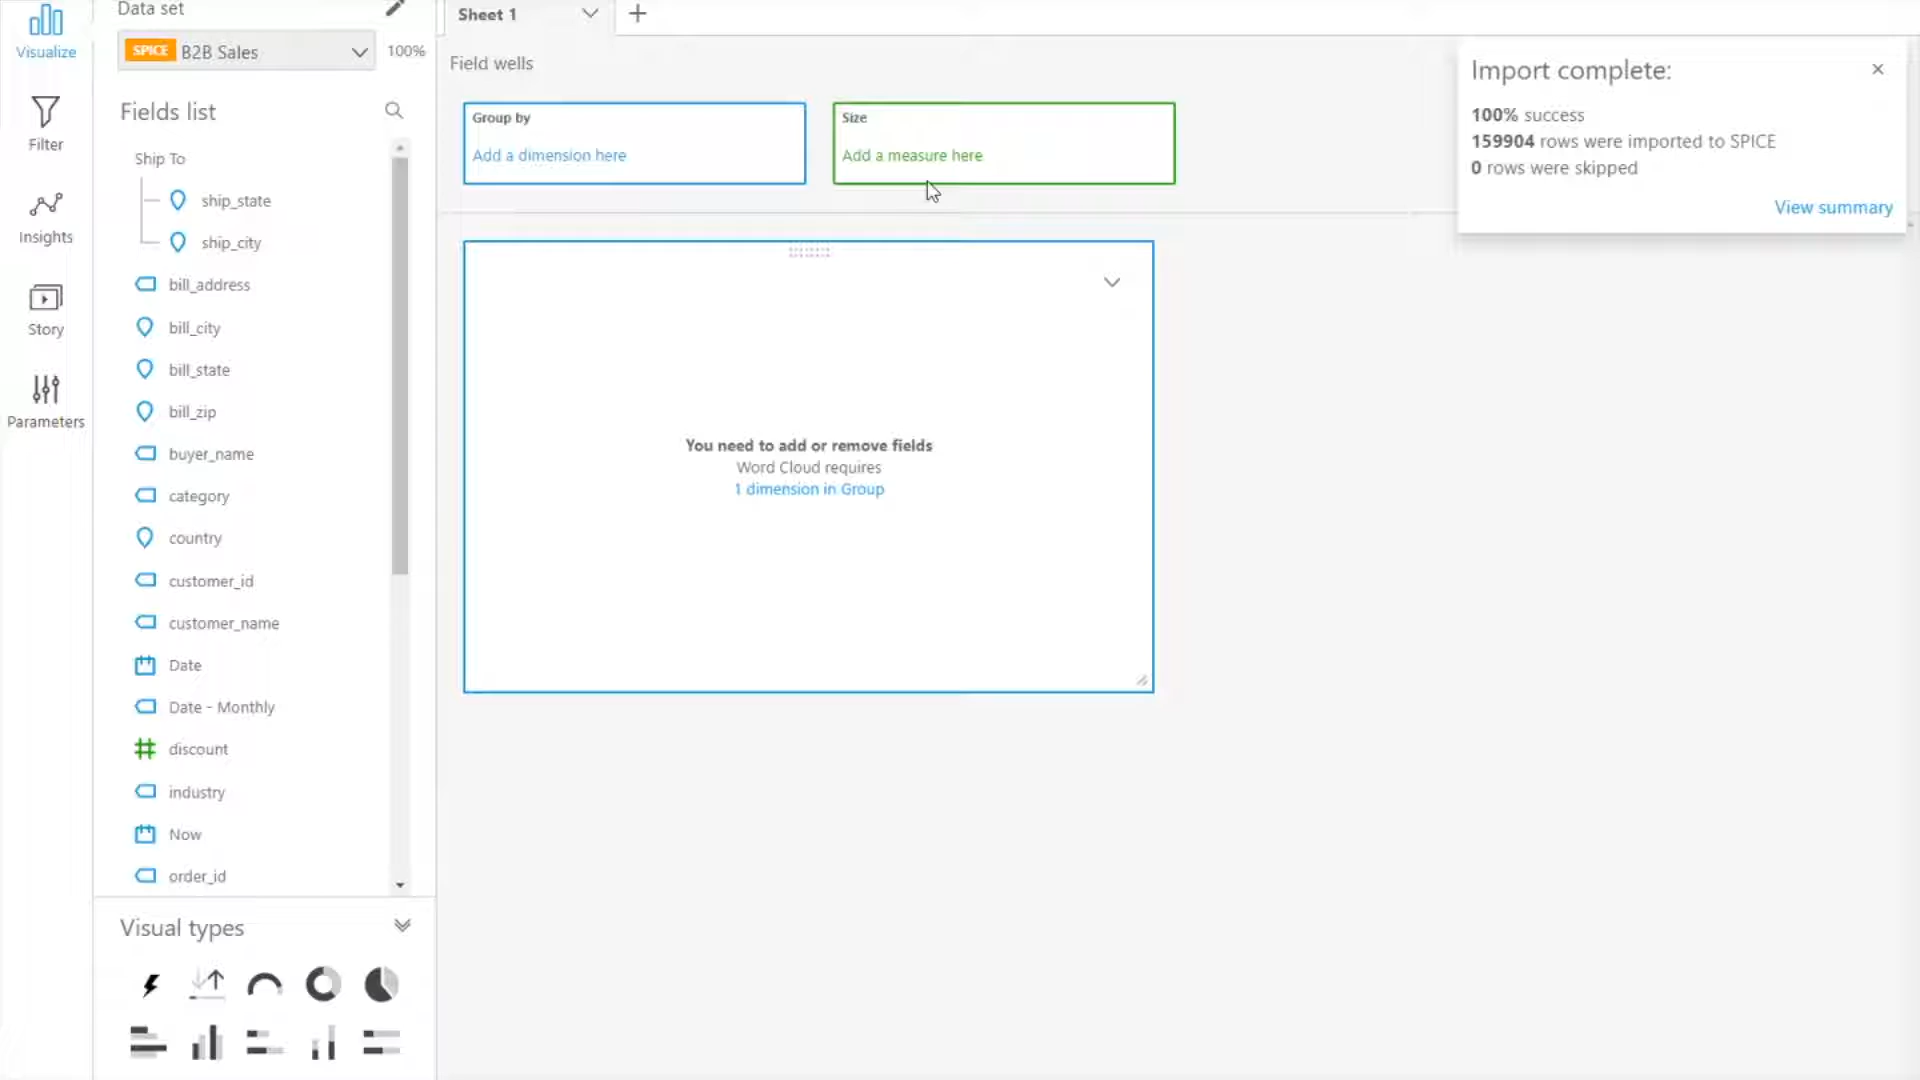 Visualize
Filter
Insights
Story
Parameters
Data set
SPICE B2B Sales
100%
Fields list
Ship To
ship_state
ship_city
bill_address
bill_city
bill_state
bill_zip
buyer_name
category
country
customer_id
customer_name
Date
Date - Monthly
discount
industry
Now
order_id
Visual types
Sheet 1
Field wells
Group by
Add a dimension here
Size
Add a measure here
You need to add or remove fields
Word Cloud requires
1 dimension in Group
Import complete:
100% success
159904 rows were imported to SPICE
0 rows were skipped
View summary